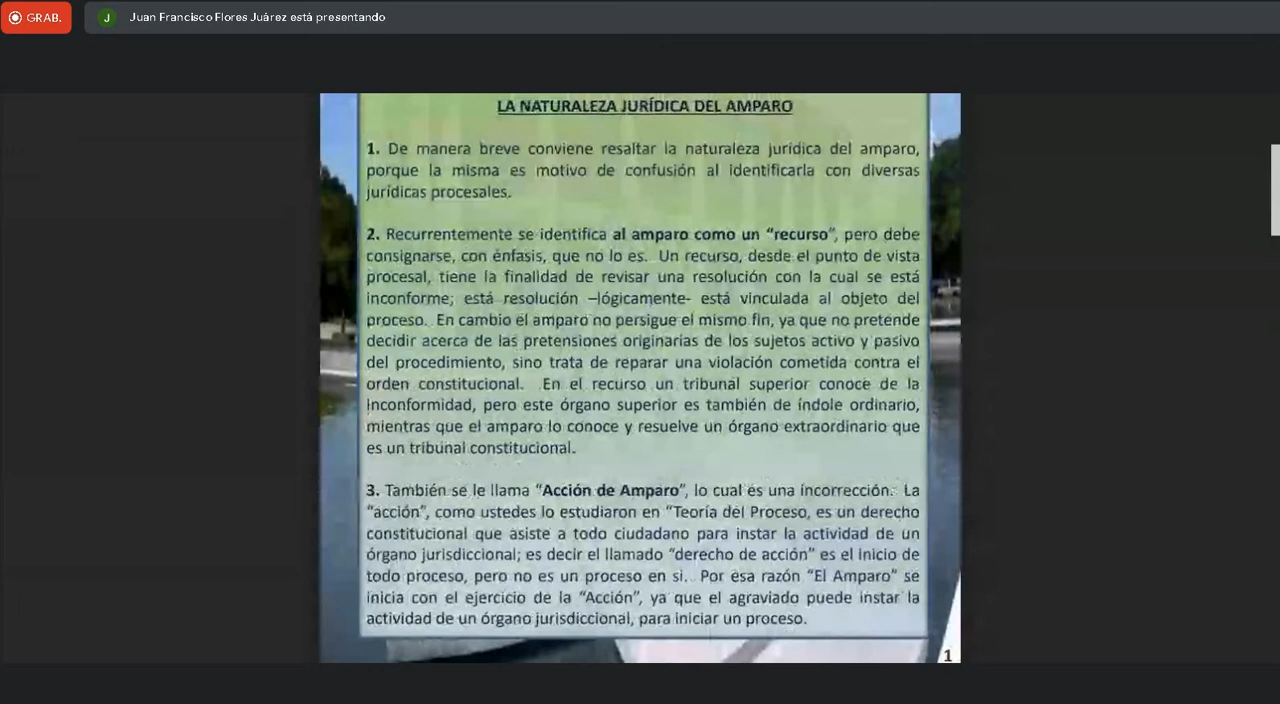 GRAB.
J
Juan Francisco Flores Juárez está presentando
LA NATURALEZA JURÍDICA DEL AMPARO
1. De manera breve conviene resaltar la naturaleza jurídica del amparo,
porque la misma es motivo de confusión al identificarla con diversas
jurídicas procesales.
2. Recurrentemente se identifica al amparo como un “recurso”, pero debe
consignarse, con énfasis, que no lo es. Un recurso, desde el punto de vista
procesal, tiene la finalidad de revisar una resolución con la cual se está
inconforme; está resolución –lógicamente- está vinculada al objeto del
proceso. En cambio el amparo no persigue el mismo fin, ya que no pretende
decidir acerca de las pretensiones originarias de los sujetos activo y pasivo
del procedimiento, sino trata de reparar una violación cometida contra el
orden constitucional. En el recurso un tribunal superior conoce de la
inconformidad, pero este órgano superior es también de índole ordinario,
mientras que el amparo lo conoce y resuelve un órgano extraordinario que
es un tribunal constitucional.
3. También se le llama “Acción de Amparo”, lo cual es una incorrección. La
“acción”, como ustedes lo estudiaron en “Teoría del Proceso, es un derecho
constitucional que asiste a todo ciudadano para instar la actividad de un
órgano jurisdiccional; es decir el llamado “derecho de acción” es el inicio de
todo proceso, pero no es un proceso en si. Por esa razón “El Amparo” se
inicia con el ejercicio de la “Acción”, ya que el agraviado puede instar la
actividad de un órgano jurisdiccional, para iniciar un proceso.
1